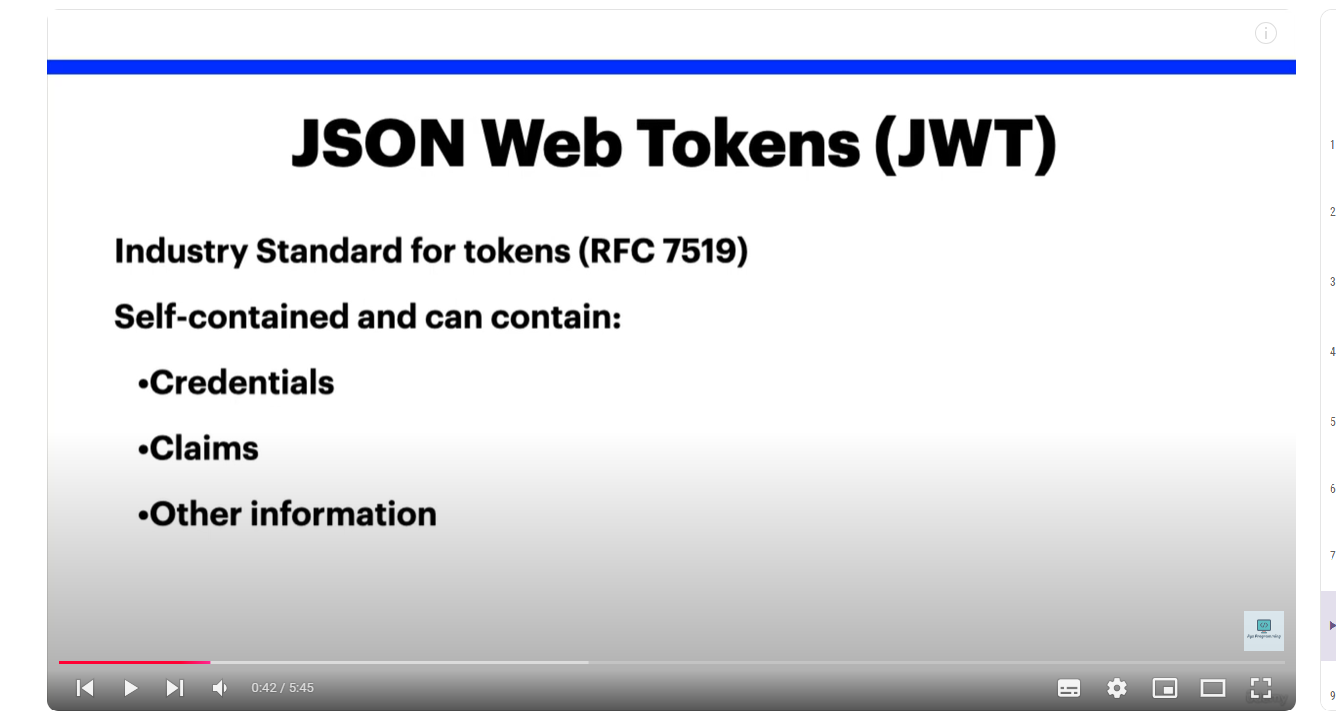 JSON Web Tokens (JWT)
Industry Standard for tokens (RFC 7519)
Self-contained and can contain:
•Credentials
•Claims
•Other information
0:42 / 5:45
1
2
3
4
5
6
7
9